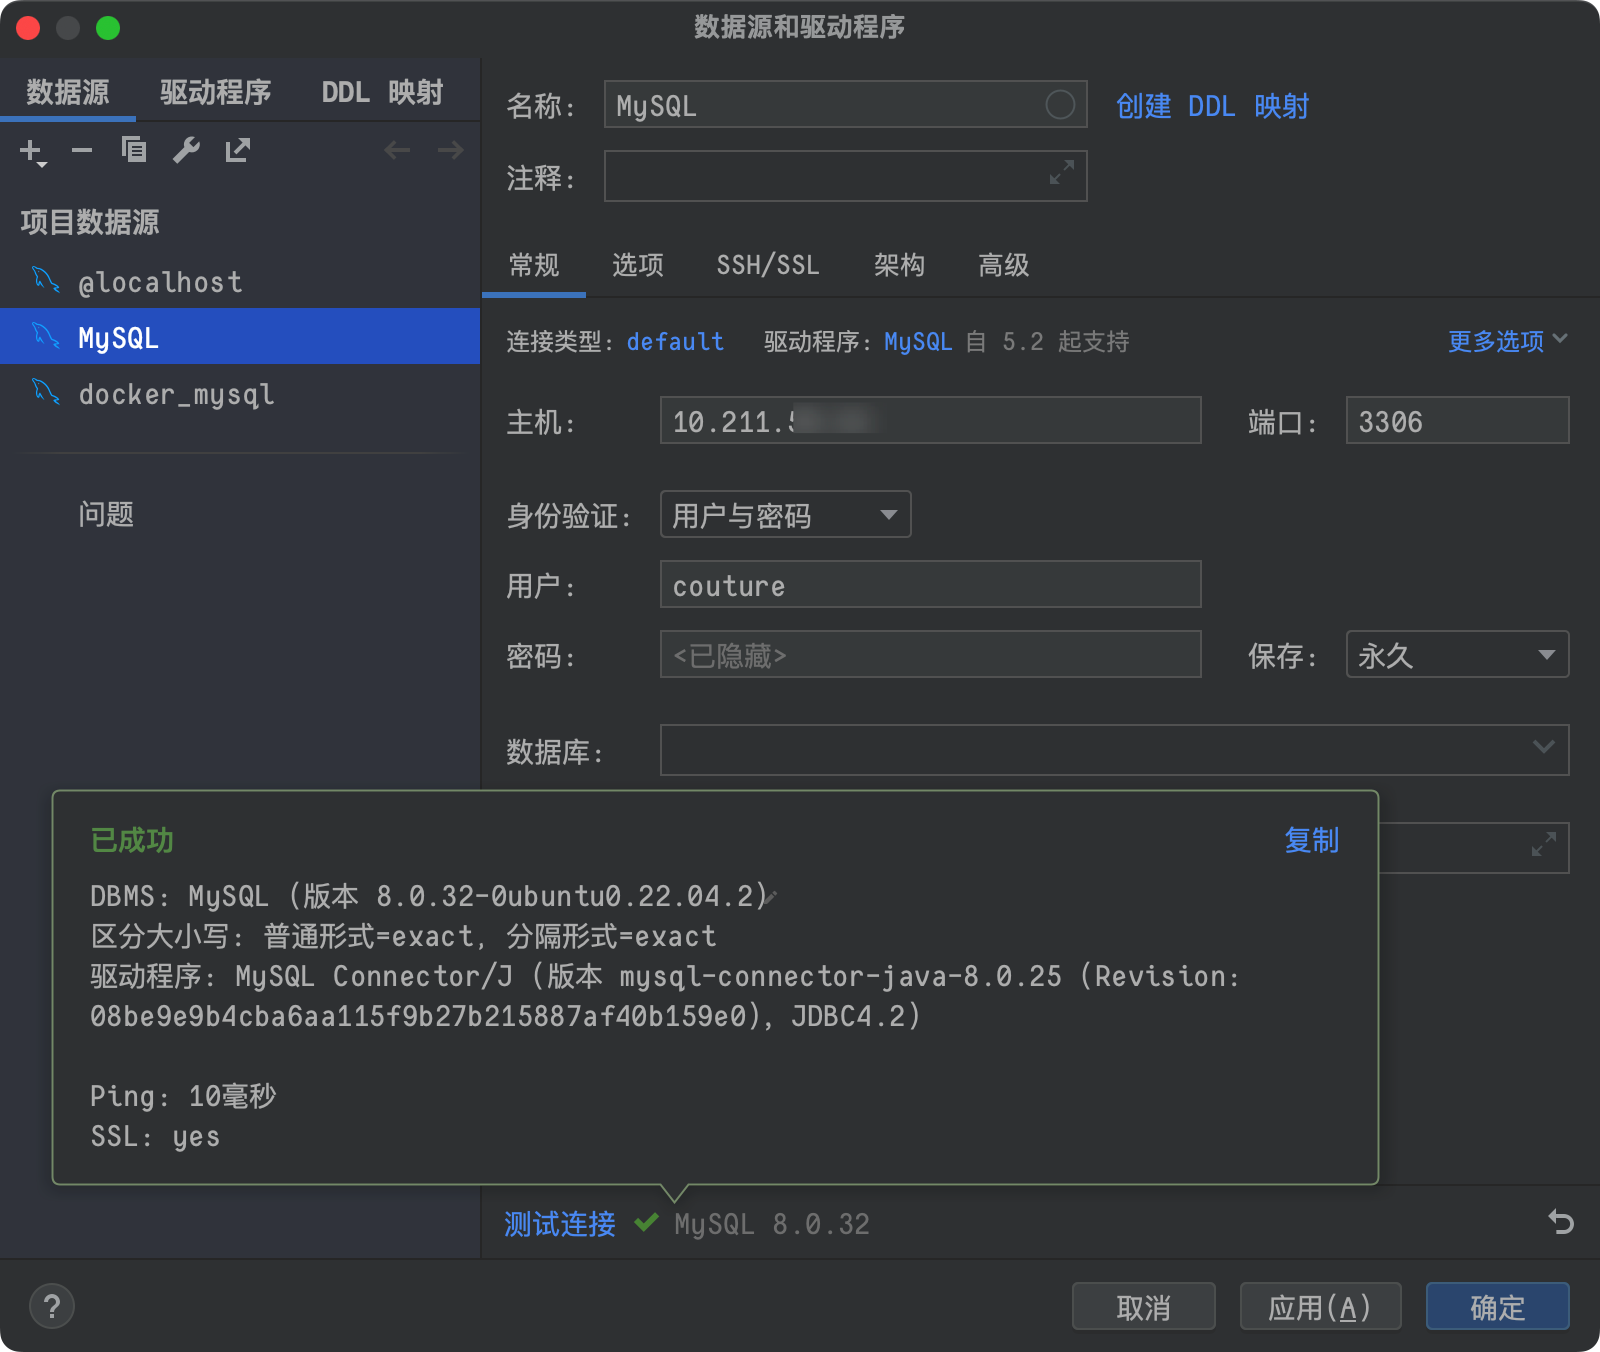 数据源和驱动程序
数据源 驱动程序 DDL 映射
项目数据源
@localhost
MySQL
docker_mysql
问题
名称: MySQL 创建 DDL 映射
注释:
常规 选项 SSH/SSL 架构 高级
连接类型: default 驱动程序: MySQL 自 5.2 起支持 更多选项
主机: 10.211. 端口: 3306
身份验证: 用户与密码
用户: couture
密码: <已隐藏> 保存: 永久
数据库:
已成功 复制
DBMS: MySQL (版本 8.0.32-0ubuntu0.22.04.2)
区分大小写: 普通形式=exact, 分隔形式=exact
驱动程序: MySQL Connector/J (版本 mysql-connector-java-8.0.25 (Revision:
08be9e9b4cba6aa115f9b27b215887af40b159e0), JDBC4.2)
Ping: 10毫秒
SSL: yes
测试连接 MySQL 8.0.32
? 取消 应用(A) 确定